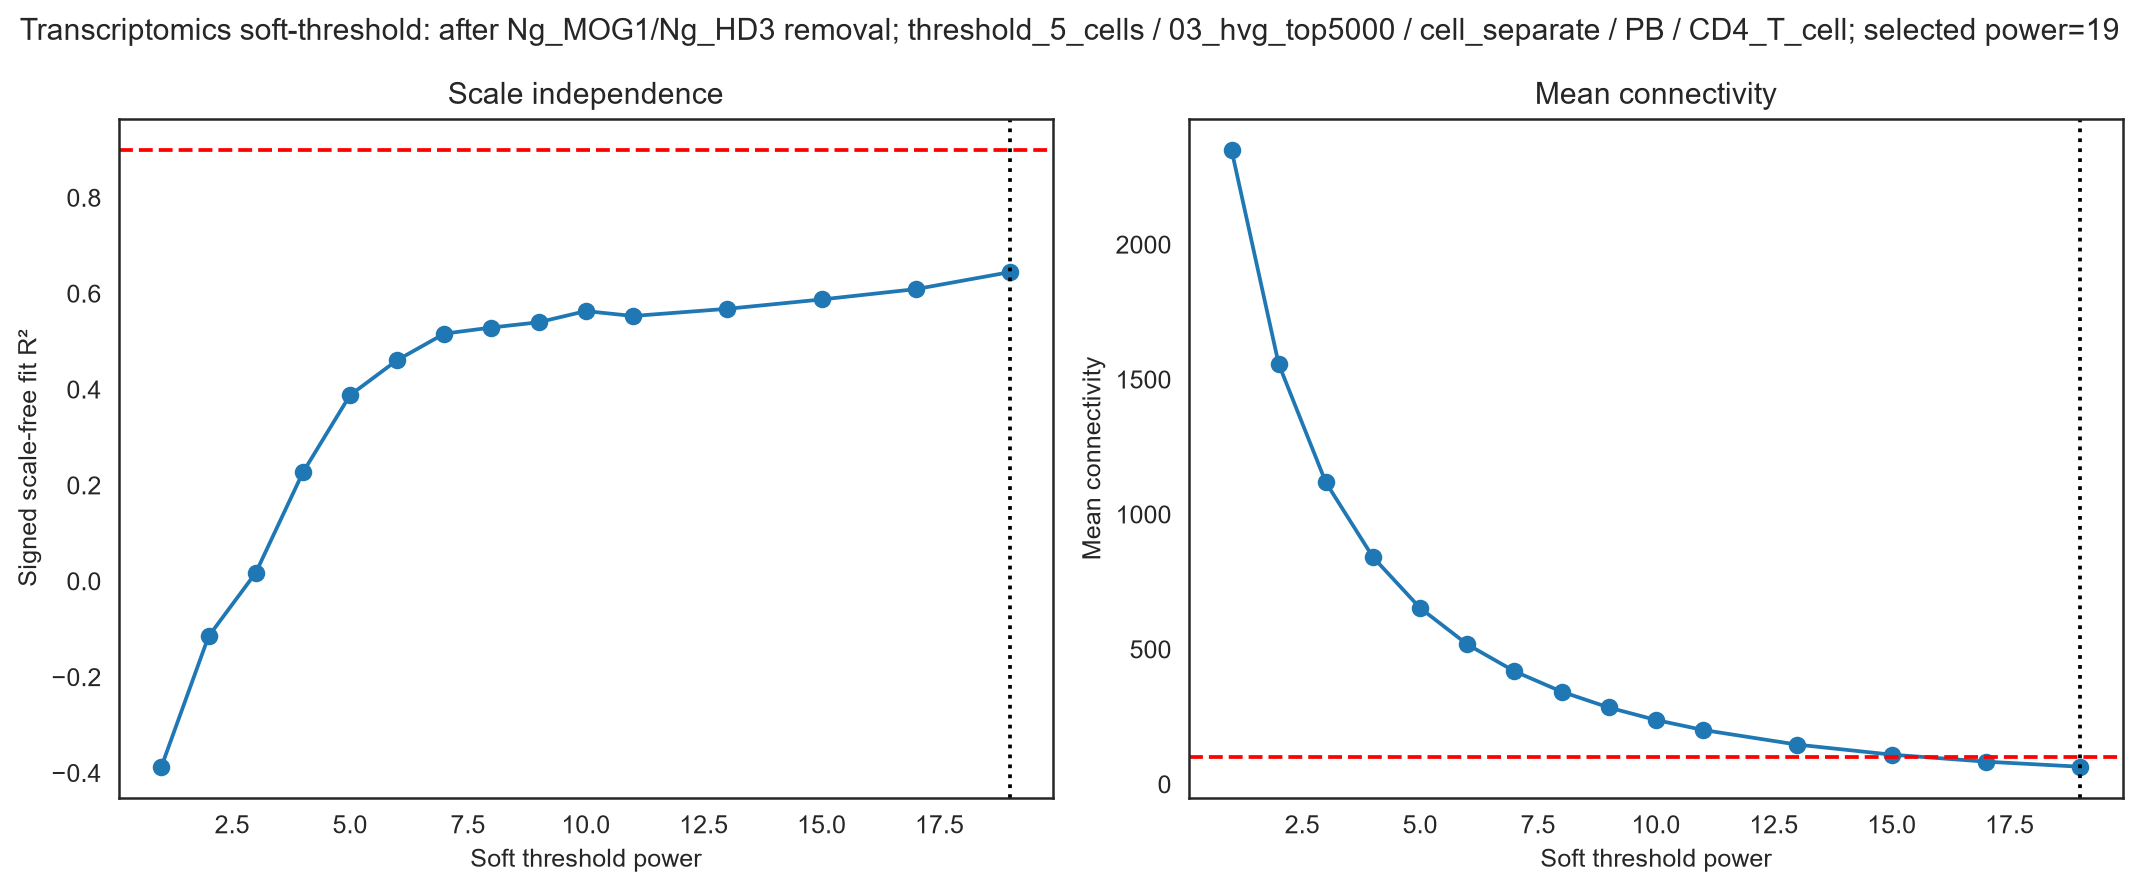 Transcriptomics soft-threshold: after Ng_MOG1/Ng_HD3 removal; threshold_5_cells / 03_hvg_top5000 / cell_separate / PB / CD4_T_cell; selected power=19
Scale independence
Signed scale-free fit R²
0.8
0.6
0.4
0.2
0.0
−0.2
−0.4
2.5 5.0 7.5 10.0 12.5 15.0 17.5
Soft threshold power
Mean connectivity
Mean connectivity
2000
1500
1000
500
0
2.5 5.0 7.5 10.0 12.5 15.0 17.5
Soft threshold power